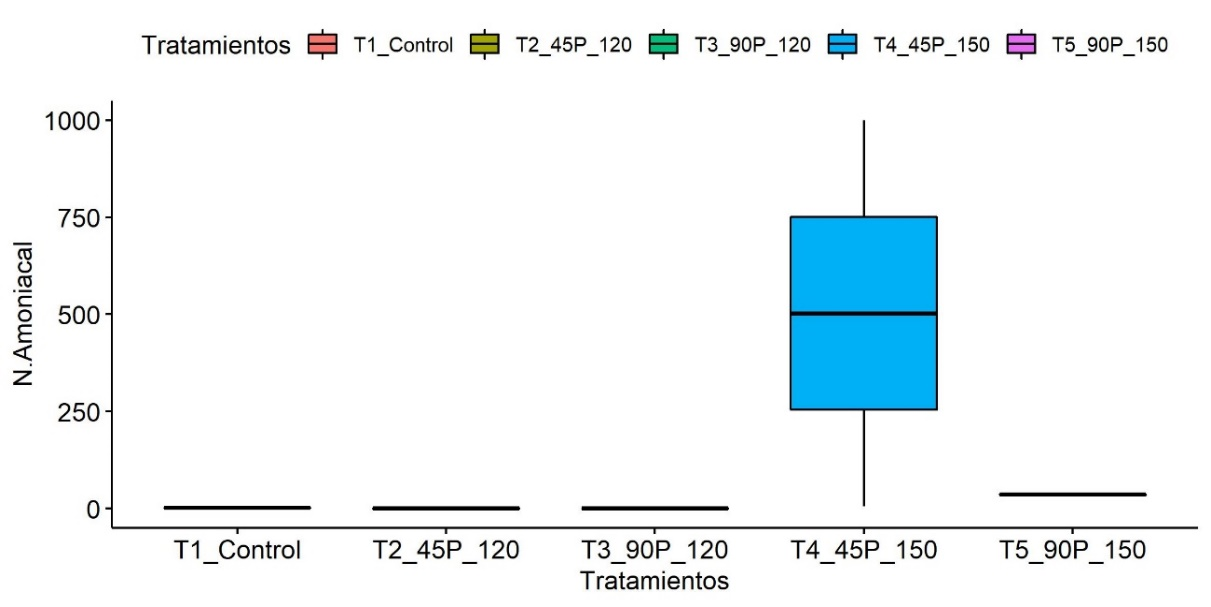 Tratamientos T1_Control T2_45P_120 T3_90P_120 T4_45P_150 T5_90P_150
1000
750
500
250
0
N.Amoniacal
T1_Control T2_45P_120 T3_90P_120 T4_45P_150 T5_90P_150
Tratamientos